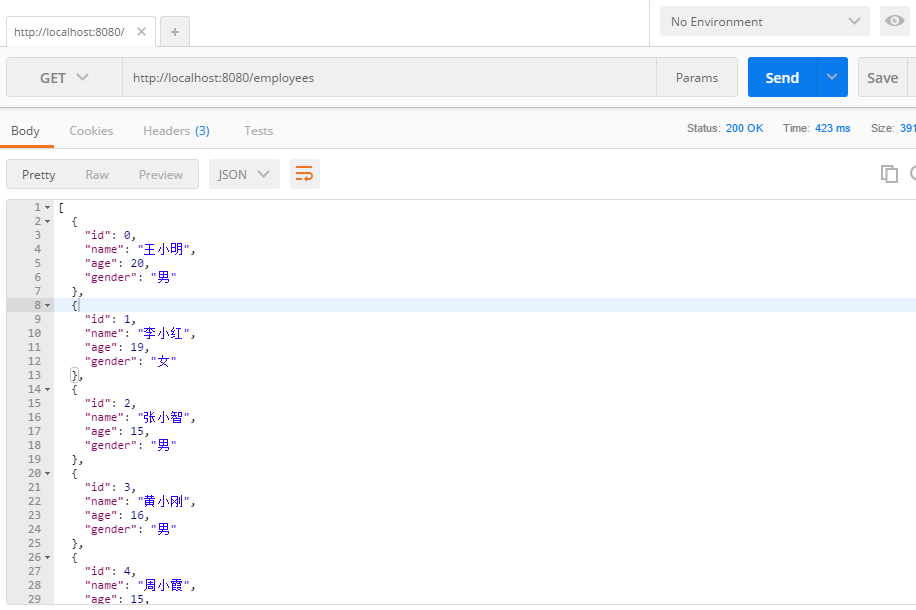 http://localhost:8080/
No Environment
GET http://localhost:8080/employees Params Send Save
Body Cookies Headers (3) Tests Status: 200 OK Time: 423 ms Size: 391
Pretty Raw Preview JSON
1 [
2 {
3 "id": 0,
4 "name": "王小明",
5 "age": 20,
6 "gender": "男"
7 },
8 {
9 "id": 1,
10 "name": "李小红",
11 "age": 19,
12 "gender": "女"
13 },
14 {
15 "id": 2,
16 "name": "张小智",
17 "age": 15,
18 "gender": "男"
19 },
20 {
21 "id": 3,
22 "name": "黄小刚",
23 "age": 16,
24 "gender": "男"
25 },
26 {
27 "id": 4,
28 "name": "周小霞",
29 "age": 15,